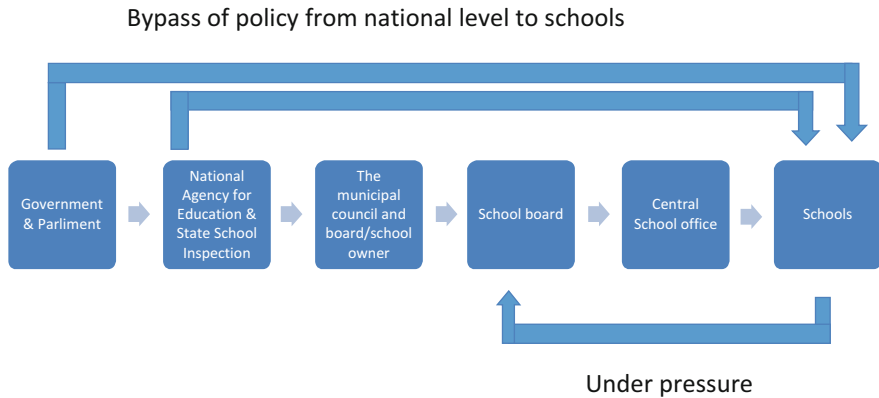 Bypass of policy from national level to schools
Government
& Parliment
National
Agency for
Education &
State School
Inspection
The
municipal
council and
board/school
owner
School board
Central
School office
Schools
Under pressure